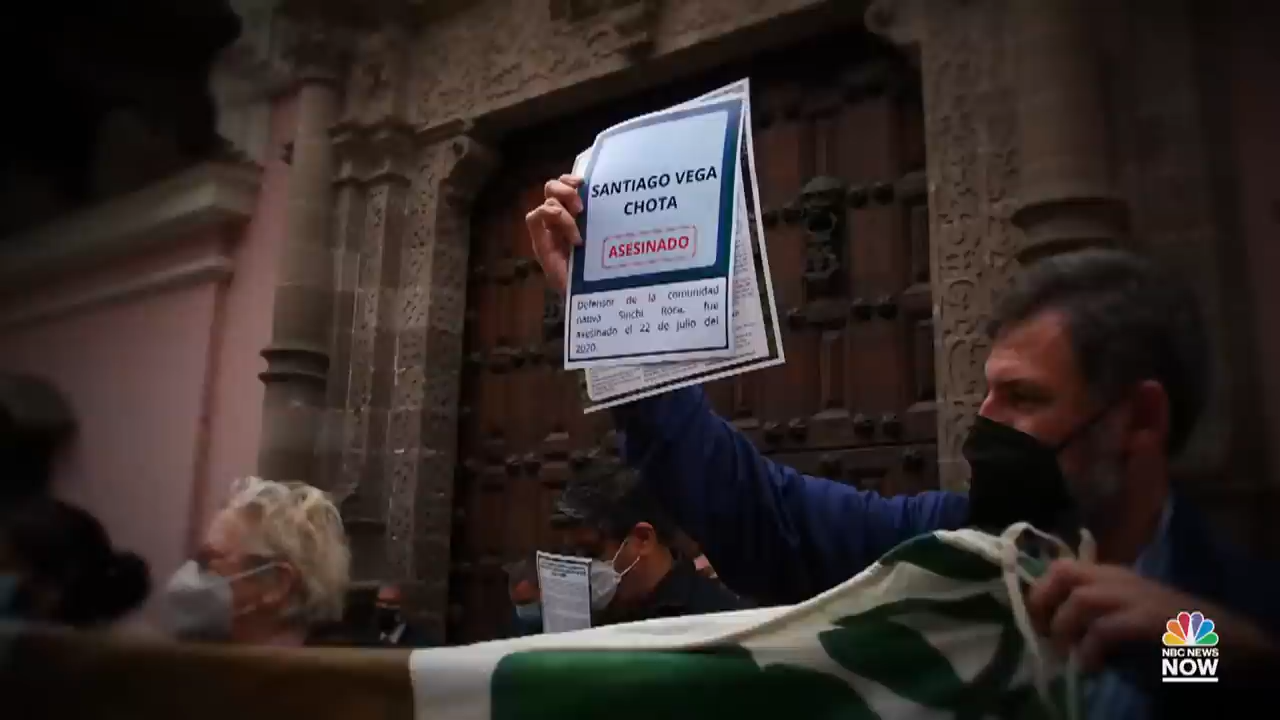 SANTIAGO VEGA
CHOTA
ASESINADO
Defensor de la comunidad
nativa Sinchi Roca, fue
asesinado el 22 de julio del
2020.
NBC NEWS
NOW